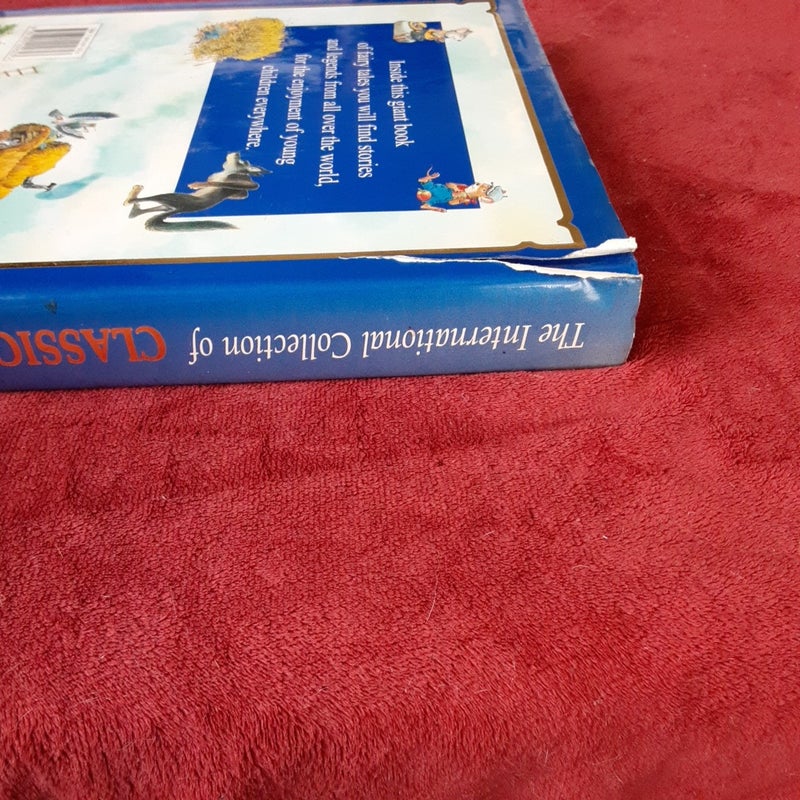 Inside this giant book
of fairy tales you will find stories
and legends from all over the world,
for the enjoyment of young
children everywhere.
The International Collection of CLASSIC